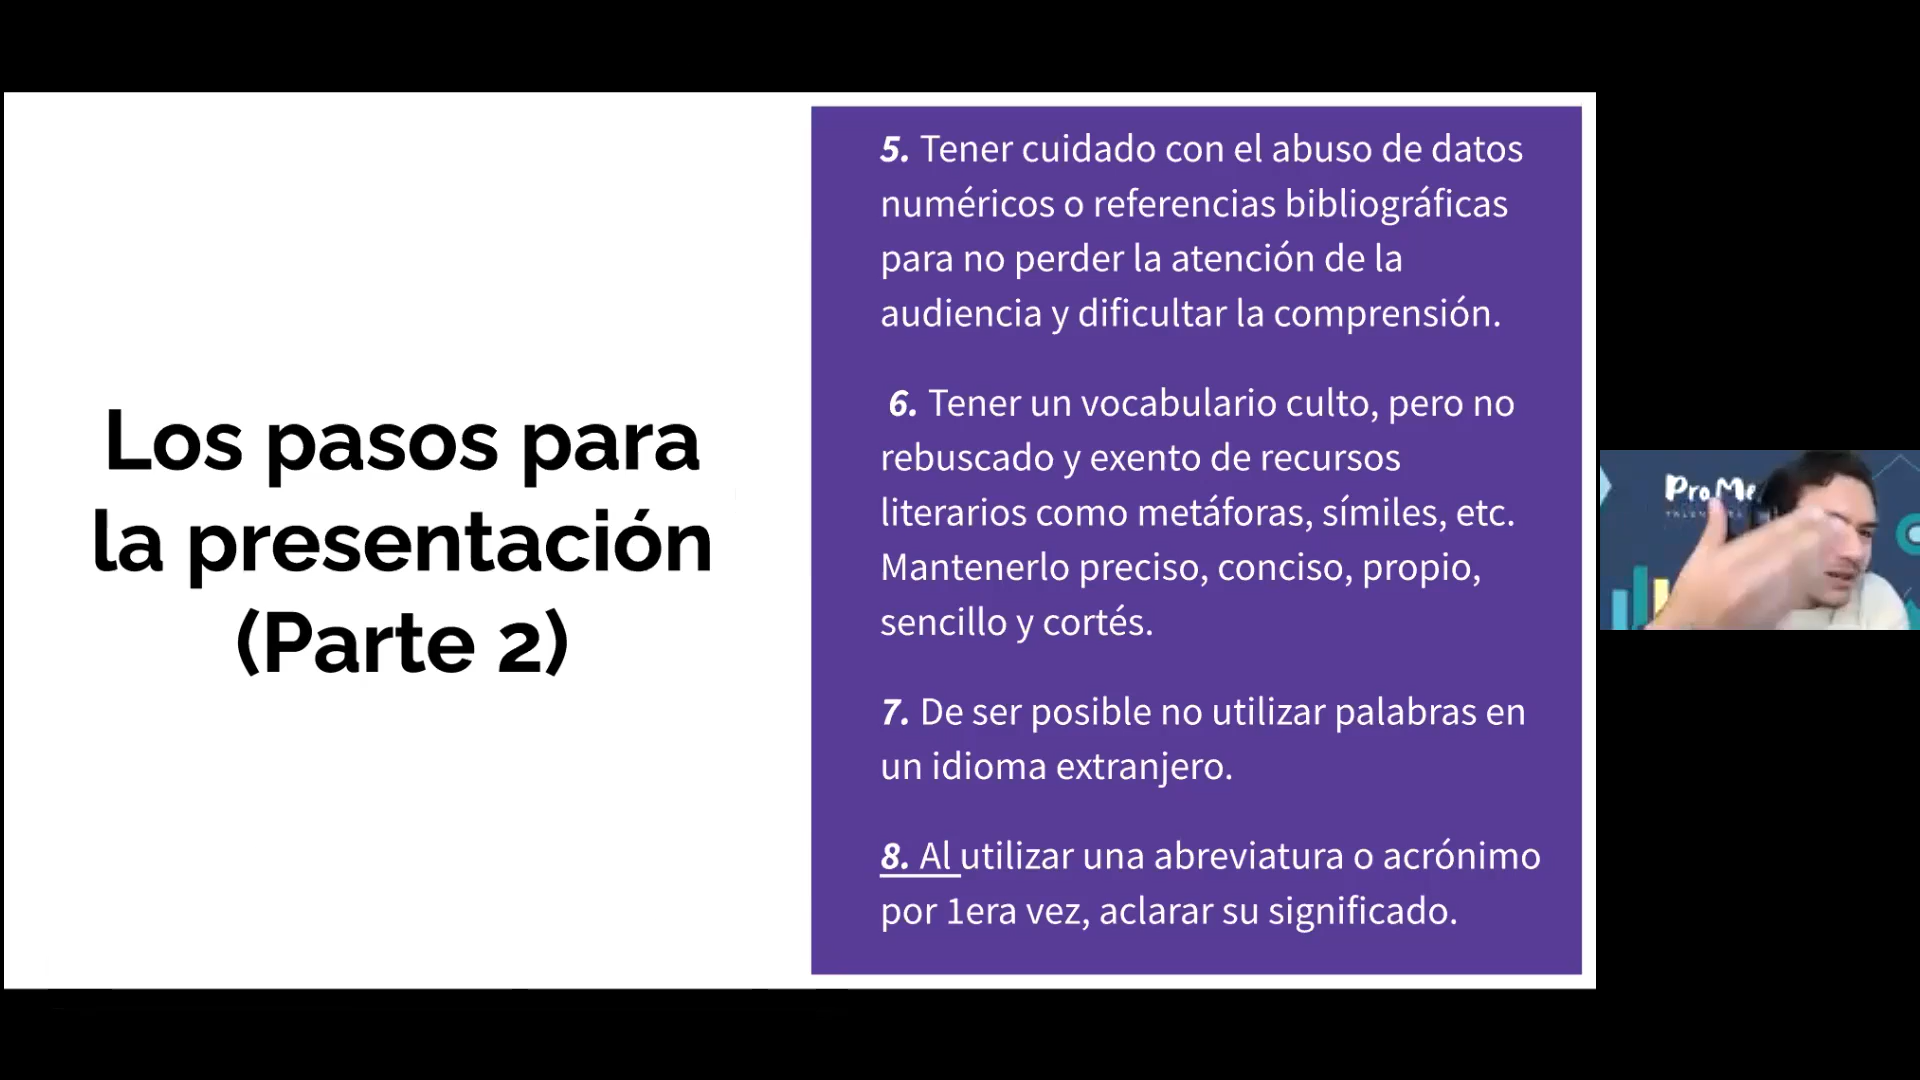 Los pasos para
la presentación
(Parte 2)
5. Tener cuidado con el abuso de datos
numéricos o referencias bibliográficas
para no perder la atención de la
audiencia y dificultar la comprensión.
6. Tener un vocabulario culto, pero no
rebuscado y exento de recursos
literarios como metáforas, símiles, etc.
Mantenerlo preciso, conciso, propio,
sencillo y cortés.
7. De ser posible no utilizar palabras en
un idioma extranjero.
8. Al utilizar una abreviatura o acrónimo
por 1era vez, aclarar su significado.
Pro Me